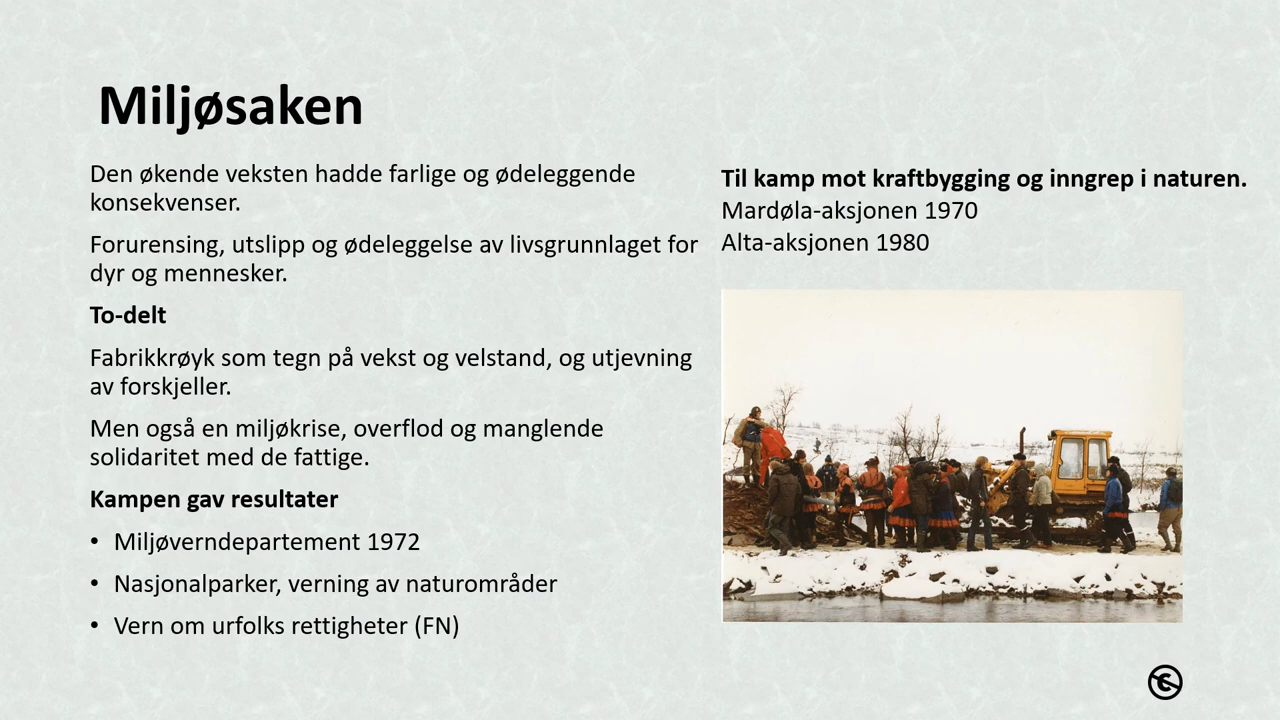 Miljøsaken
Den økende veksten hadde farlige og ødeleggende
konsekvenser.
Forurensing, utslipp og ødeleggelse av livsgrunnlaget for
dyr og mennesker.
To-delt
Fabrikkrøyk som tegn på vekst og velstand, og utjevning
av forskjeller.
Men også en miljøkrise, overflod og manglende
solidaritet med de fattige.
Kampen gav resultater
• Miljøverndepartement 1972
• Nasjonalparker, verning av naturområder
• Vern om urfolks rettigheter (FN)
Til kamp mot kraftbygging og inngrep i naturen.
Mardøla-aksjonen 1970
Alta-aksjonen 1980